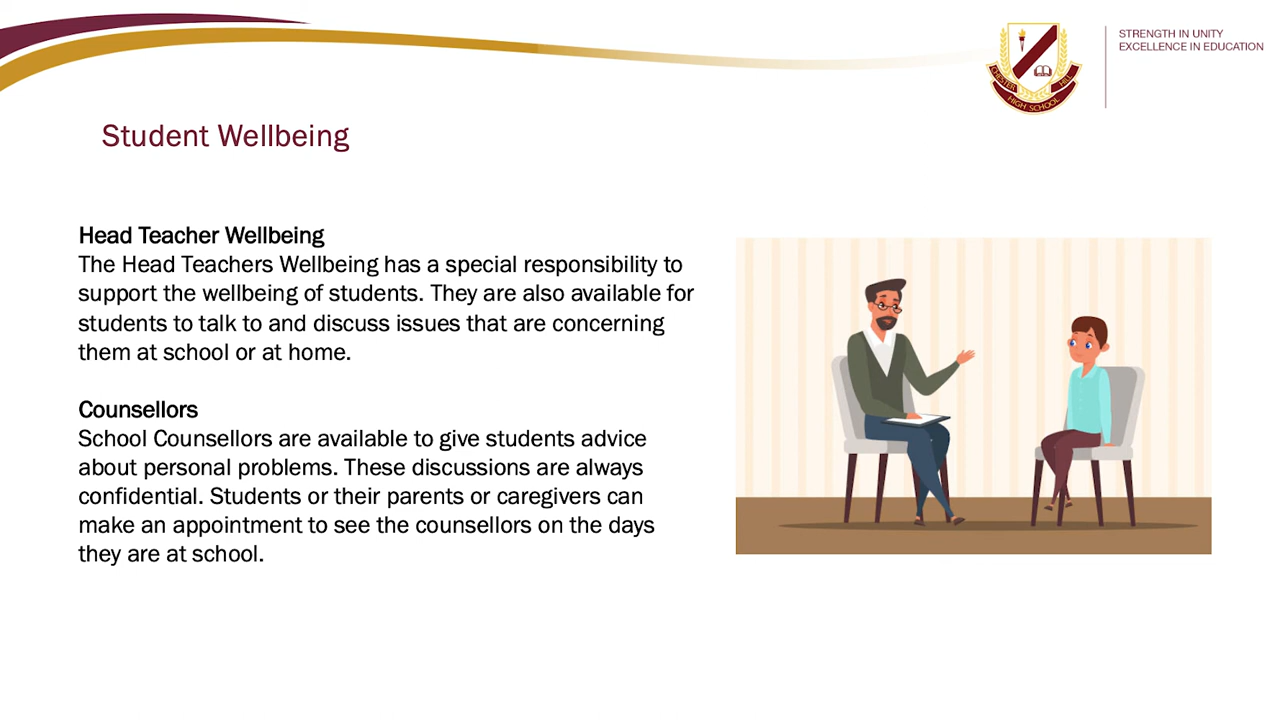 STRENGTH IN UNITY
EXCELLENCE IN EDUCATION
CHESTER HILL
HIGH SCHOOL
Student Wellbeing
Head Teacher Wellbeing
The Head Teachers Wellbeing has a special responsibility to
support the wellbeing of students. They are also available for
students to talk to and discuss issues that are concerning
them at school or at home.
Counsellors
School Counsellors are available to give students advice
about personal problems. These discussions are always
confidential. Students or their parents or caregivers can
make an appointment to see the counsellors on the days
they are at school.